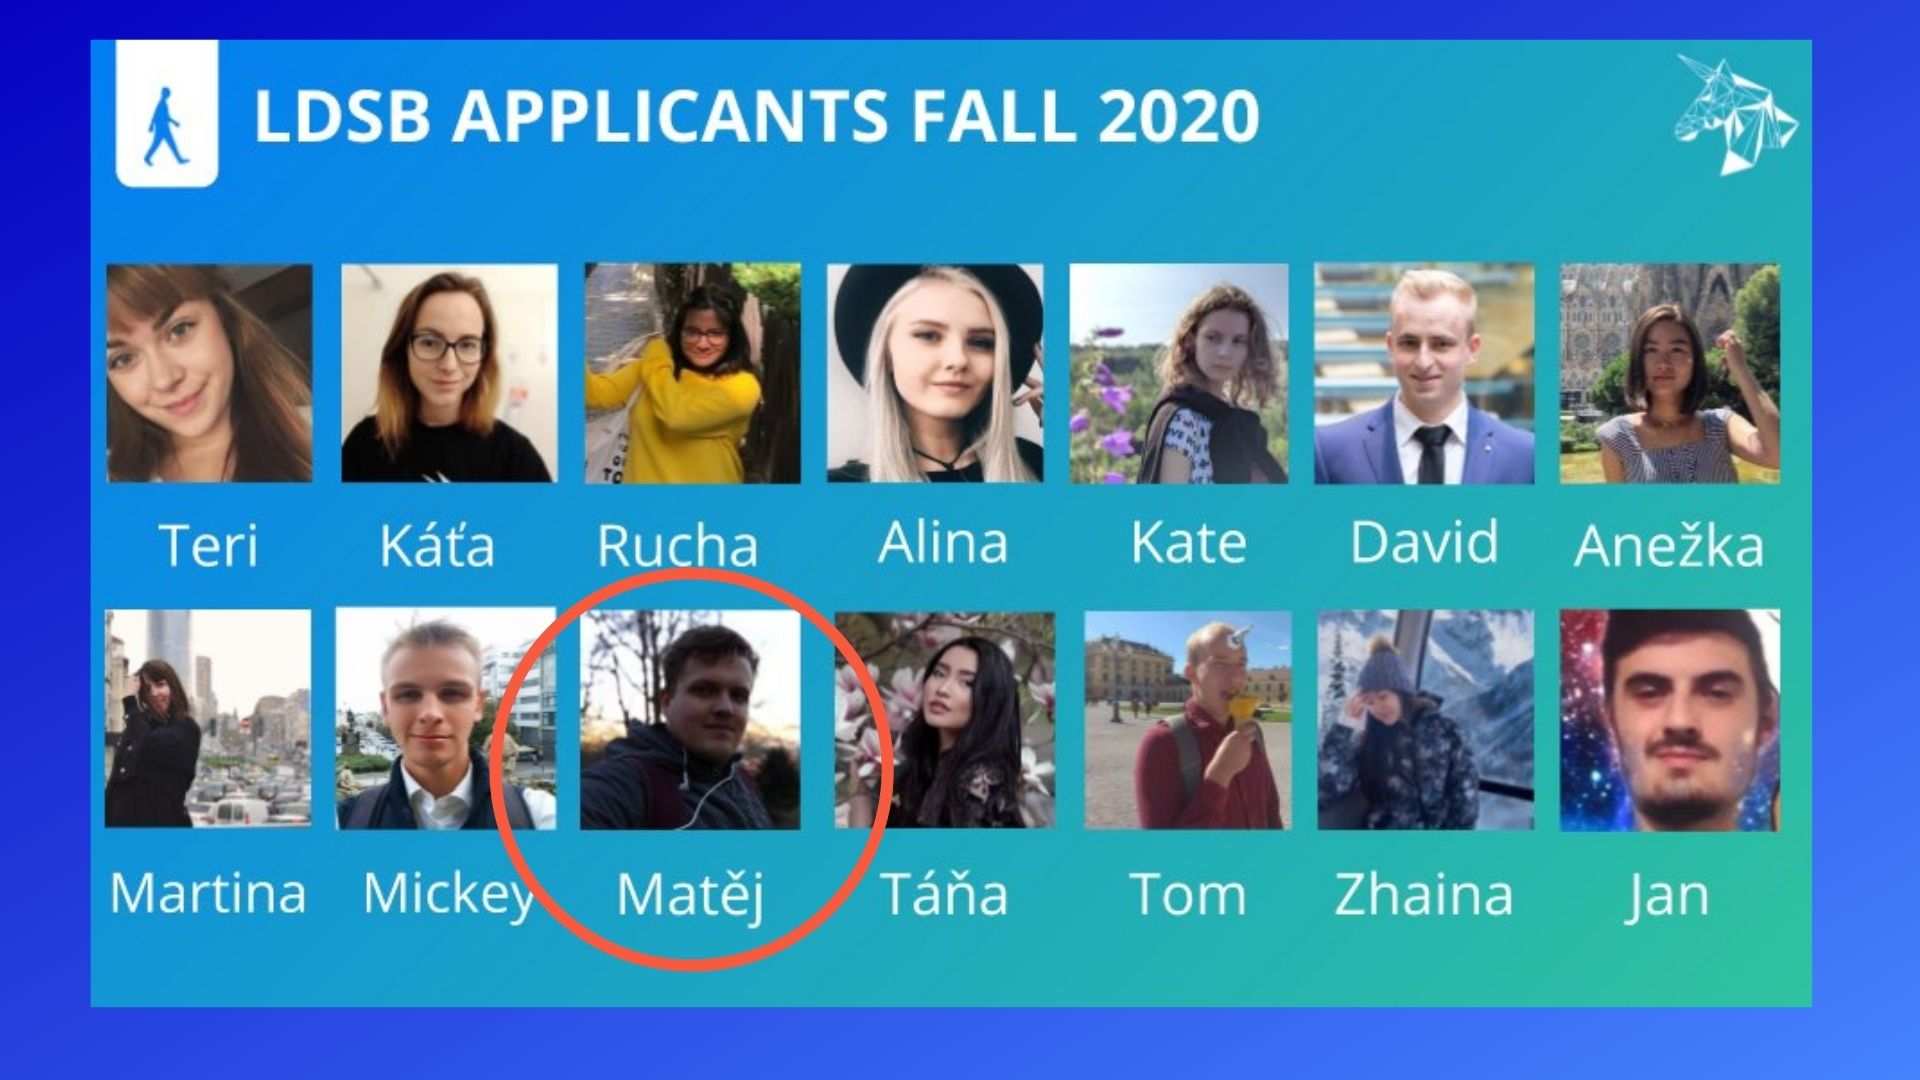 LDSB APPLICANTS FALL 2020
Teri Káťa Rucha Alina Kate David Anežka
Martina Mickey Matěj Táňa Tom Zhaina Jan